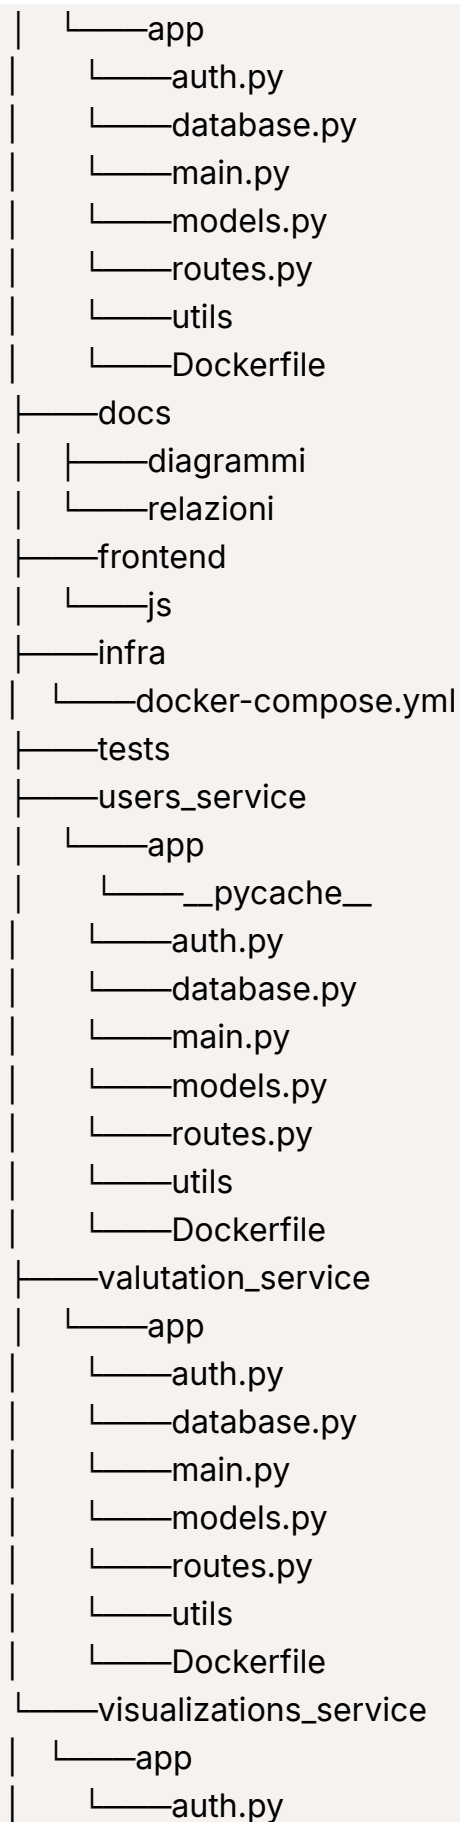 │   └───app
│       └───auth.py
│       └───database.py
│       └───main.py
│       └───models.py
│       └───routes.py
│       └───utils
│       └───Dockerfile
├───docs
│   ├───diagrammi
│   └───relazioni
├───frontend
│   └───js
├───infra
│   └───docker-compose.yml
├───tests
├───users_service
│   └───app
│       └───__pycache__
│       └───auth.py
│       └───database.py
│       └───main.py
│       └───models.py
│       └───routes.py
│       └───utils
│       └───Dockerfile
├───valutation_service
│   └───app
│       └───auth.py
│       └───database.py
│       └───main.py
│       └───models.py
│       └───routes.py
│       └───utils
│       └───Dockerfile
└───visualizations_service
│   └───app
│       └───auth.py